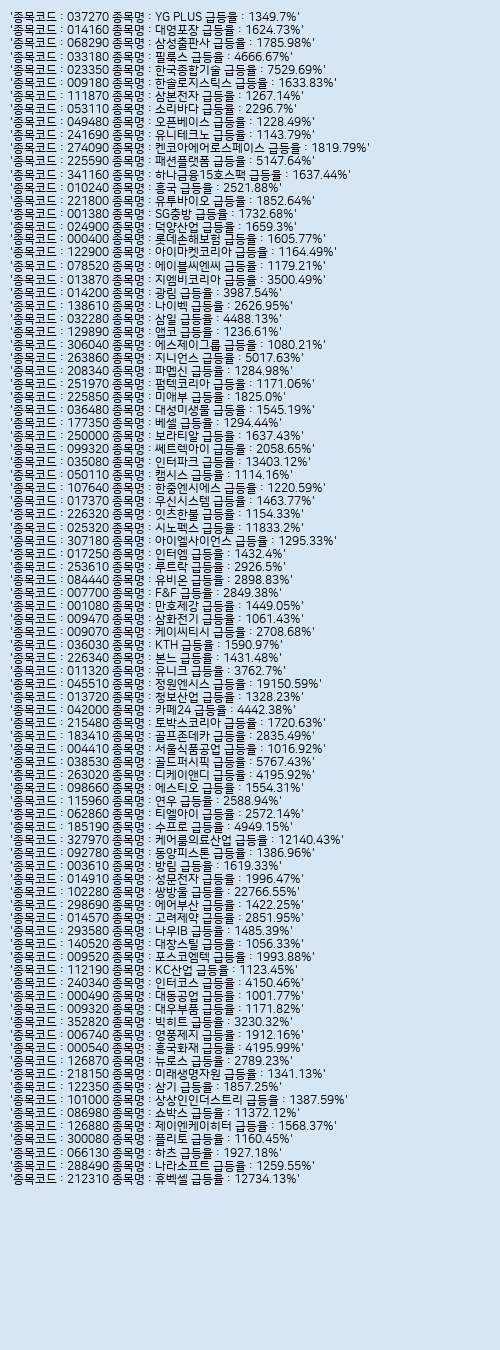 '종목코드 : 037270 종목명 : YG PLUS 급등율 : 1349.7%'
'종목코드 : 014160 종목명 : 대영포장 급등율 : 1624.73%'
'종목코드 : 068290 종목명 : 삼성출판사 급등율 : 1785.98%'
'종목코드 : 033180 종목명 : 필룩스 급등율 : 4666.67%'
'종목코드 : 023350 종목명 : 한국종합기술 급등율 : 7529.69%'
'종목코드 : 009180 종목명 : 한솔로지스틱스 급등율 : 1633.83%'
'종목코드 : 111870 종목명 : 삼본전자 급등율 : 1267.14%'
'종목코드 : 053110 종목명 : 소리바다 급등율 : 2296.7%'
'종목코드 : 049480 종목명 : 오픈베이스 급등율 : 1228.49%'
'종목코드 : 241690 종목명 : 유니테크노 급등율 : 1143.79%'
'종목코드 : 274090 종목명 : 켄코아에어로스페이스 급등율 : 1819.79%'
'종목코드 : 225590 종목명 : 패션플랫폼 급등율 : 5147.64%'
'종목코드 : 341160 종목명 : 하나금융15호스팩 급등율 : 1637.44%'
'종목코드 : 010240 종목명 : 흥국 급등율 : 2521.88%'
'종목코드 : 221800 종목명 : 유투바이오 급등율 : 1852.64%'
'종목코드 : 001380 종목명 : SG충방 급등율 : 1732.68%'
'종목코드 : 024900 종목명 : 덕양산업 급등율 : 1659.3%'
'종목코드 : 000400 종목명 : 롯데손해보험 급등율 : 1605.77%'
'종목코드 : 122900 종목명 : 아이마켓코리아 급등율 : 1164.49%'
'종목코드 : 078520 종목명 : 에이블씨엔씨 급등율 : 1179.21%'
'종목코드 : 013870 종목명 : 지엠비코리아 급등율 : 3500.49%'
'종목코드 : 014200 종목명 : 광림 급등율 : 3987.54%'
'종목코드 : 138610 종목명 : 나이벡 급등율 : 2626.95%'
'종목코드 : 032280 종목명 : 삼일 급등율 : 4488.13%'
'종목코드 : 129890 종목명 : 앱코 급등율 : 1236.61%'
'종목코드 : 306040 종목명 : 에스제이그룹 급등율 : 1080.21%'
'종목코드 : 263860 종목명 : 지니언스 급등율 : 5017.63%'
'종목코드 : 208340 종목명 : 파멥신 급등율 : 1284.98%'
'종목코드 : 251970 종목명 : 펌텍코리아 급등율 : 1171.06%'
'종목코드 : 225850 종목명 : 미애부 급등율 : 1825.0%'
'종목코드 : 036480 종목명 : 대성미생물 급등율 : 1545.19%'
'종목코드 : 177350 종목명 : 베셀 급등율 : 1294.44%'
'종목코드 : 250000 종목명 : 보라티알 급등율 : 1637.43%'
'종목코드 : 099320 종목명 : 쎄트렉아이 급등율 : 2058.65%'
'종목코드 : 035080 종목명 : 인터파크 급등율 : 13403.12%'
'종목코드 : 050110 종목명 : 캠시스 급등율 : 1114.16%'
'종목코드 : 107640 종목명 : 한중엔시에스 급등율 : 1220.59%'
'종목코드 : 017370 종목명 : 우신시스템 급등율 : 1463.77%'
'종목코드 : 226320 종목명 : 잇츠한불 급등율 : 1154.33%'
'종목코드 : 025320 종목명 : 시노펙스 급등율 : 11833.2%'
'종목코드 : 307180 종목명 : 아이엘사이언스 급등율 : 1295.33%'
'종목코드 : 017250 종목명 : 인터엠 급등율 : 1432.4%'
'종목코드 : 253610 종목명 : 루트락 급등율 : 2926.5%'
'종목코드 : 084440 종목명 : 유비온 급등율 : 2898.83%'
'종목코드 : 007700 종목명 : F&F 급등율 : 2849.38%'
'종목코드 : 001080 종목명 : 만호제강 급등율 : 1449.05%'
'종목코드 : 009470 종목명 : 삼화전기 급등율 : 1061.43%'
'종목코드 : 009070 종목명 : 케이씨티시 급등율 : 2708.68%'
'종목코드 : 036030 종목명 : KTH 급등율 : 1590.97%'
'종목코드 : 226340 종목명 : 본느 급등율 : 1431.48%'
'종목코드 : 011320 종목명 : 유니크 급등율 : 3762.7%'
'종목코드 : 045510 종목명 : 정원엔시스 급등율 : 19150.59%'
'종목코드 : 013720 종목명 : 청보산업 급등율 : 1328.23%'
'종목코드 : 042000 종목명 : 카페24 급등율 : 4442.38%'
'종목코드 : 215480 종목명 : 토박스코리아 급등율 : 1720.63%'
'종목코드 : 183410 종목명 : 골프존데카 급등율 : 2835.49%'
'종목코드 : 004410 종목명 : 서울식품공업 급등율 : 1016.92%'
'종목코드 : 038530 종목명 : 골드퍼시픽 급등율 : 5767.43%'
'종목코드 : 263020 종목명 : 디케이앤디 급등율 : 4195.92%'
'종목코드 : 098660 종목명 : 에스티오 급등율 : 1554.31%'
'종목코드 : 115960 종목명 : 연우 급등율 : 2588.94%'
'종목코드 : 062860 종목명 : 티엘아이 급등율 : 2572.14%'
'종목코드 : 185190 종목명 : 수프로 급등율 : 4949.15%'
'종목코드 : 327970 종목명 : 케어룸의료산업 급등율 : 12140.43%'
'종목코드 : 092780 종목명 : 동양피스톤 급등율 : 1386.96%'
'종목코드 : 003610 종목명 : 방림 급등율 : 1619.33%'
'종목코드 : 014910 종목명 : 성문전자 급등율 : 1996.47%'
'종목코드 : 102280 종목명 : 쌍방울 급등율 : 22766.55%'
'종목코드 : 298690 종목명 : 에어부산 급등율 : 1422.25%'
'종목코드 : 014570 종목명 : 고려제약 급등율 : 2851.95%'
'종목코드 : 293580 종목명 : 나우IB 급등율 : 1485.39%'
'종목코드 : 140520 종목명 : 대창스틸 급등율 : 1056.33%'
'종목코드 : 009520 종목명 : 포스코엠텍 급등율 : 1993.88%'
'종목코드 : 112190 종목명 : KC산업 급등율 : 1123.45%'
'종목코드 : 240340 종목명 : 인터코스 급등율 : 4150.46%'
'종목코드 : 000490 종목명 : 대동공업 급등율 : 1001.77%'
'종목코드 : 009320 종목명 : 대우부품 급등율 : 1171.82%'
'종목코드 : 352820 종목명 : 빅히트 급등율 : 3230.32%'
'종목코드 : 006740 종목명 : 영풍제지 급등율 : 1912.16%'
'종목코드 : 000540 종목명 : 흥국화재 급등율 : 4195.99%'
'종목코드 : 126870 종목명 : 뉴로스 급등율 : 2789.23%'
'종목코드 : 218150 종목명 : 미래생명자원 급등율 : 1341.13%'
'종목코드 : 122350 종목명 : 삼기 급등율 : 1857.25%'
'종목코드 : 101000 종목명 : 상상인인더스트리 급등율 : 1387.59%'
'종목코드 : 086980 종목명 : 쇼박스 급등율 : 11372.12%'
'종목코드 : 126880 종목명 : 제이엔케이히터 급등율 : 1568.37%'
'종목코드 : 300080 종목명 : 플리토 급등율 : 1160.45%'
'종목코드 : 066130 종목명 : 하츠 급등율 : 1927.18%'
'종목코드 : 288490 종목명 : 나라소프트 급등율 : 1259.55%'
'종목코드 : 212310 종목명 : 휴벡셀 급등율 : 12734.13%'